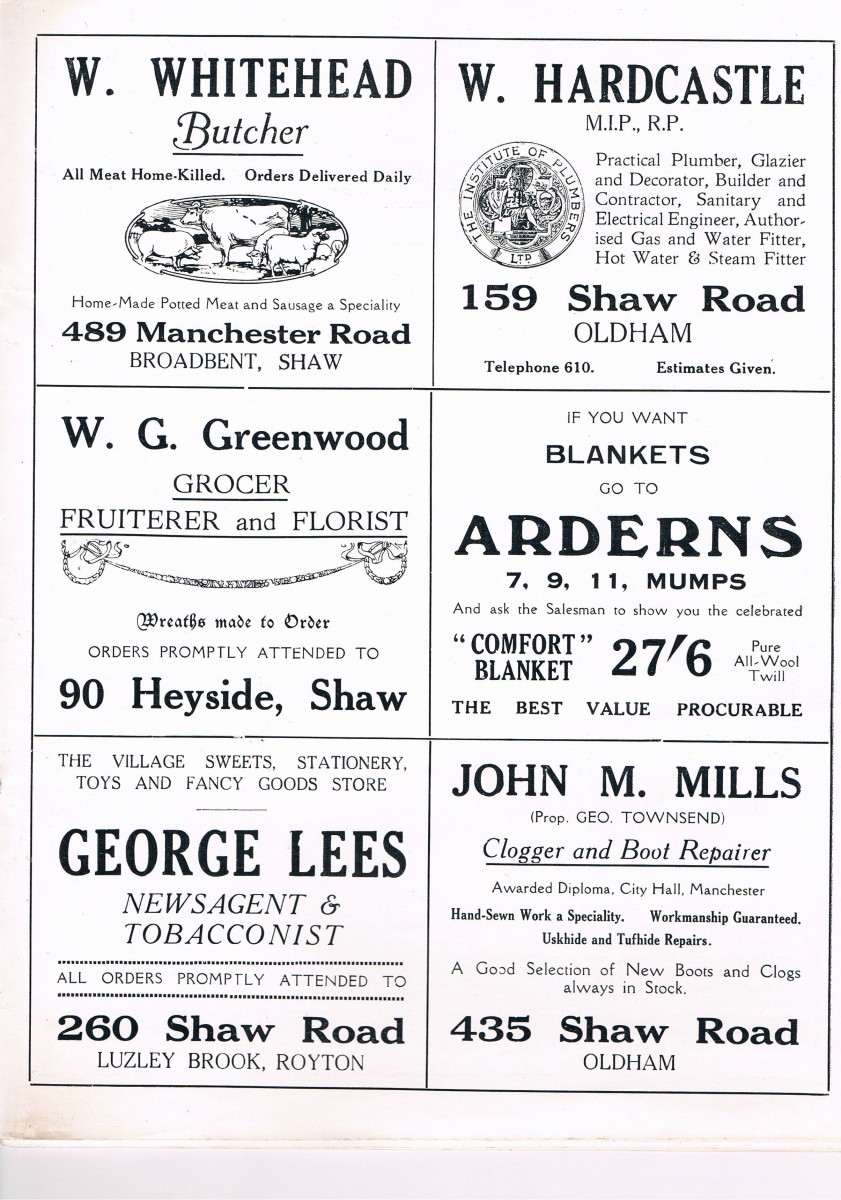 W. WHITEHEAD
Butcher
All Meat Home-Killed. Orders Delivered Daily
Home-Made Potted Meat and Sausage a Speciality
489 Manchester Road
BROADBENT, SHAW
W. HARDCASTLE
M.I.P., R.P.
THE INSTITUTE OF PLUMBERS
LTD
Practical Plumber, Glazier
and Decorator, Builder and
Contractor, Sanitary and
Electrical Engineer, Author-
ised Gas and Water Fitter,
Hot Water & Steam Fitter
159 Shaw Road
OLDHAM
Telephone 610. Estimates Given.
W. G. Greenwood
GROCER
FRUITERER and FLORIST
Wreaths made to Order
ORDERS PROMPTLY ATTENDED TO
90 Heyside, Shaw
IF YOU WANT
BLANKETS
GO TO
ARDERNS
7, 9, 11, MUMPS
And ask the Salesman to show you the celebrated
"COMFORT"
BLANKET
27/6
Pure
All-Wool
Twill
THE BEST VALUE PROCURABLE
THE VILLAGE SWEETS, STATIONERY,
TOYS AND FANCY GOODS STORE
GEORGE LEES
NEWSAGENT &
TOBACCONIST
ALL ORDERS PROMPTLY ATTENDED TO
260 Shaw Road
LUZLEY BROOK, ROYTON
JOHN M. MILLS
(Prop. GEO. TOWNSEND)
Clogger and Boot Repairer
Awarded Diploma, City Hall, Manchester
Hand-Sewn Work a Speciality. Workmanship Guaranteed.
Uskhide and Tufhide Repairs.
A Good Selection of New Boots and Clogs
always in Stock.
435 Shaw Road
OLDHAM